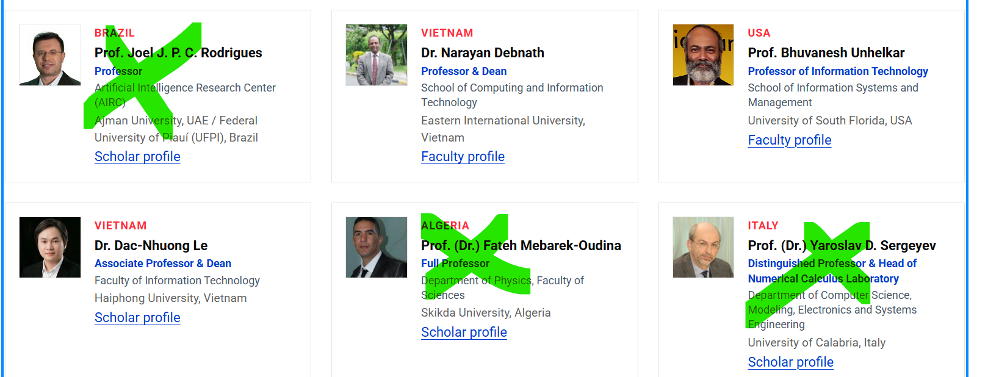 BRAZIL
Prof. Joel J. P. C. Rodrigues
Professor
Artificial Intelligence Research Center
(AIRC)
Ajman University, UAE / Federal
University of Piauí (UFPI), Brazil
Scholar profile
VIETNAM
Dr. Narayan Debnath
Professor & Dean
School of Computing and Information
Technology
Eastern International University,
Vietnam
Faculty profile
USA
Prof. Bhuvanesh Unhelkar
Professor of Information Technology
School of Information Systems and
Management
University of South Florida, USA
Faculty profile
VIETNAM
Dr. Dac-Nhuong Le
Associate Professor & Dean
Faculty of Information Technology
Haiphong University, Vietnam
Scholar profile
ALGERIA
Prof. (Dr.) Fateh Mebarek-Oudina
Full Professor
Department of Physics, Faculty of
Sciences
Skikda University, Algeria
Scholar profile
ITALY
Prof. (Dr.) Yaroslav D. Sergeyev
Distinguished Professor & Head of
Numerical Calculus Laboratory
Department of Computer Science,
Modeling, Electronics and Systems
Engineering
University of Calabria, Italy
Scholar profile